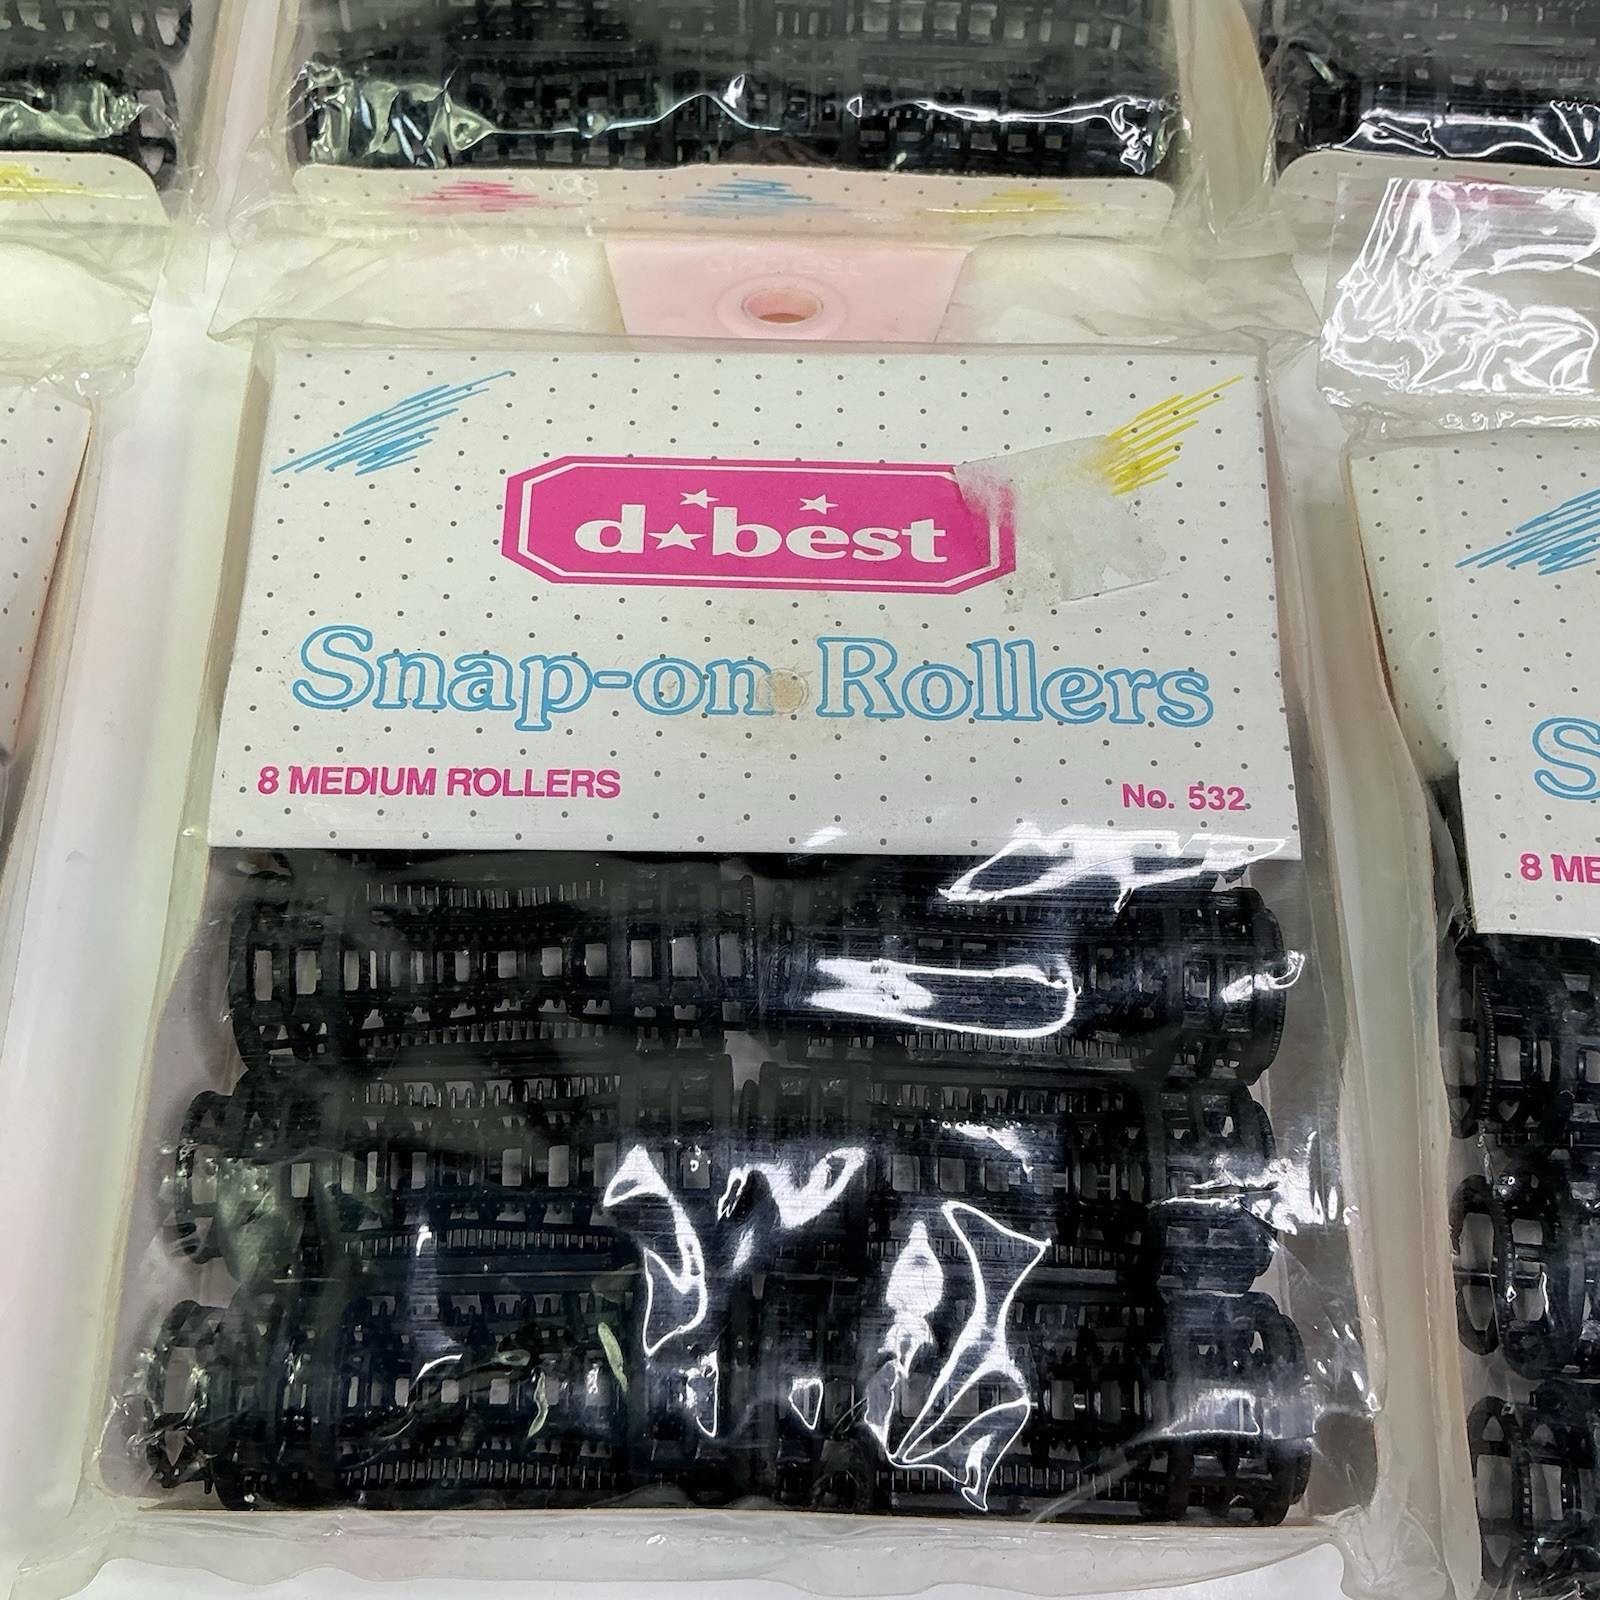 d★best
Snap-on Rollers
8 MEDIUM ROLLERS
No. 532
S
8 ME